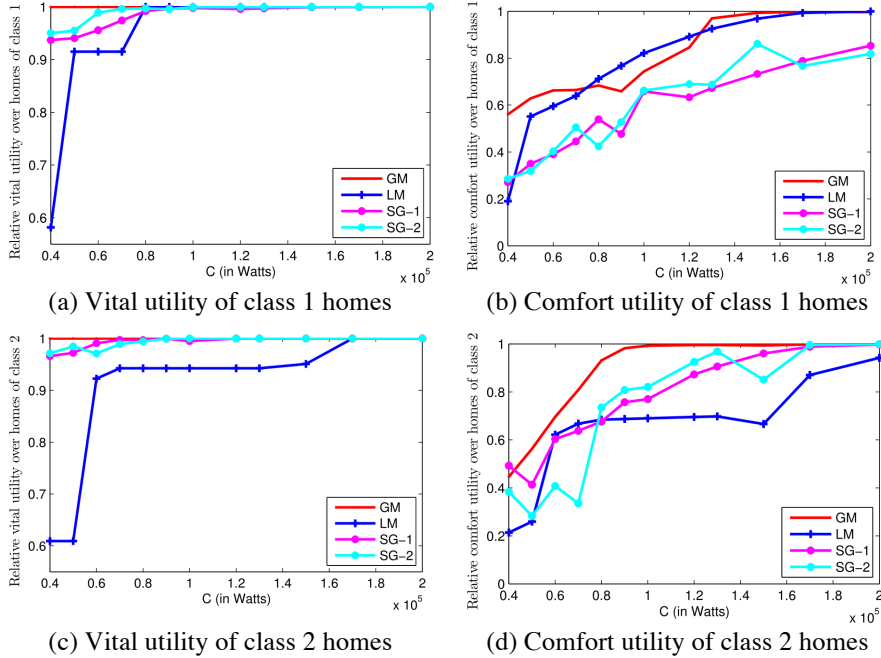 Relative vital utility over homes of class 1
1
0.9
0.8
0.7
0.6
0.4
0.6
0.8
1
1.2
1.4
1.6
1.8
2
C (in Watts)
x 10^5
GM
LM
SG-1
SG-2
(a) Vital utility of class 1 homes
Relative comfort utility over homes of class 1
1
0.8
0.6
0.4
0.2
0
0.4
0.6
0.8
1
1.2
1.4
1.6
1.8
2
C (in Watts)
x 10^5
GM
LM
SG-1
SG-2
(b) Comfort utility of class 1 homes
Relative vital utility over homes of class 2
1
0.9
0.8
0.7
0.6
0.4
0.6
0.8
1
1.2
1.4
1.6
1.8
2
C (in Watts)
x 10^5
GM
LM
SG-1
SG-2
(c) Vital utility of class 2 homes
Relative comfort utility over homes of class 2
1
0.8
0.6
0.4
0.2
0
0.4
0.6
0.8
1
1.2
1.4
1.6
1.8
2
C (in Watts)
x 10^5
GM
LM
SG-1
SG-2
(d) Comfort utility of class 2 homes